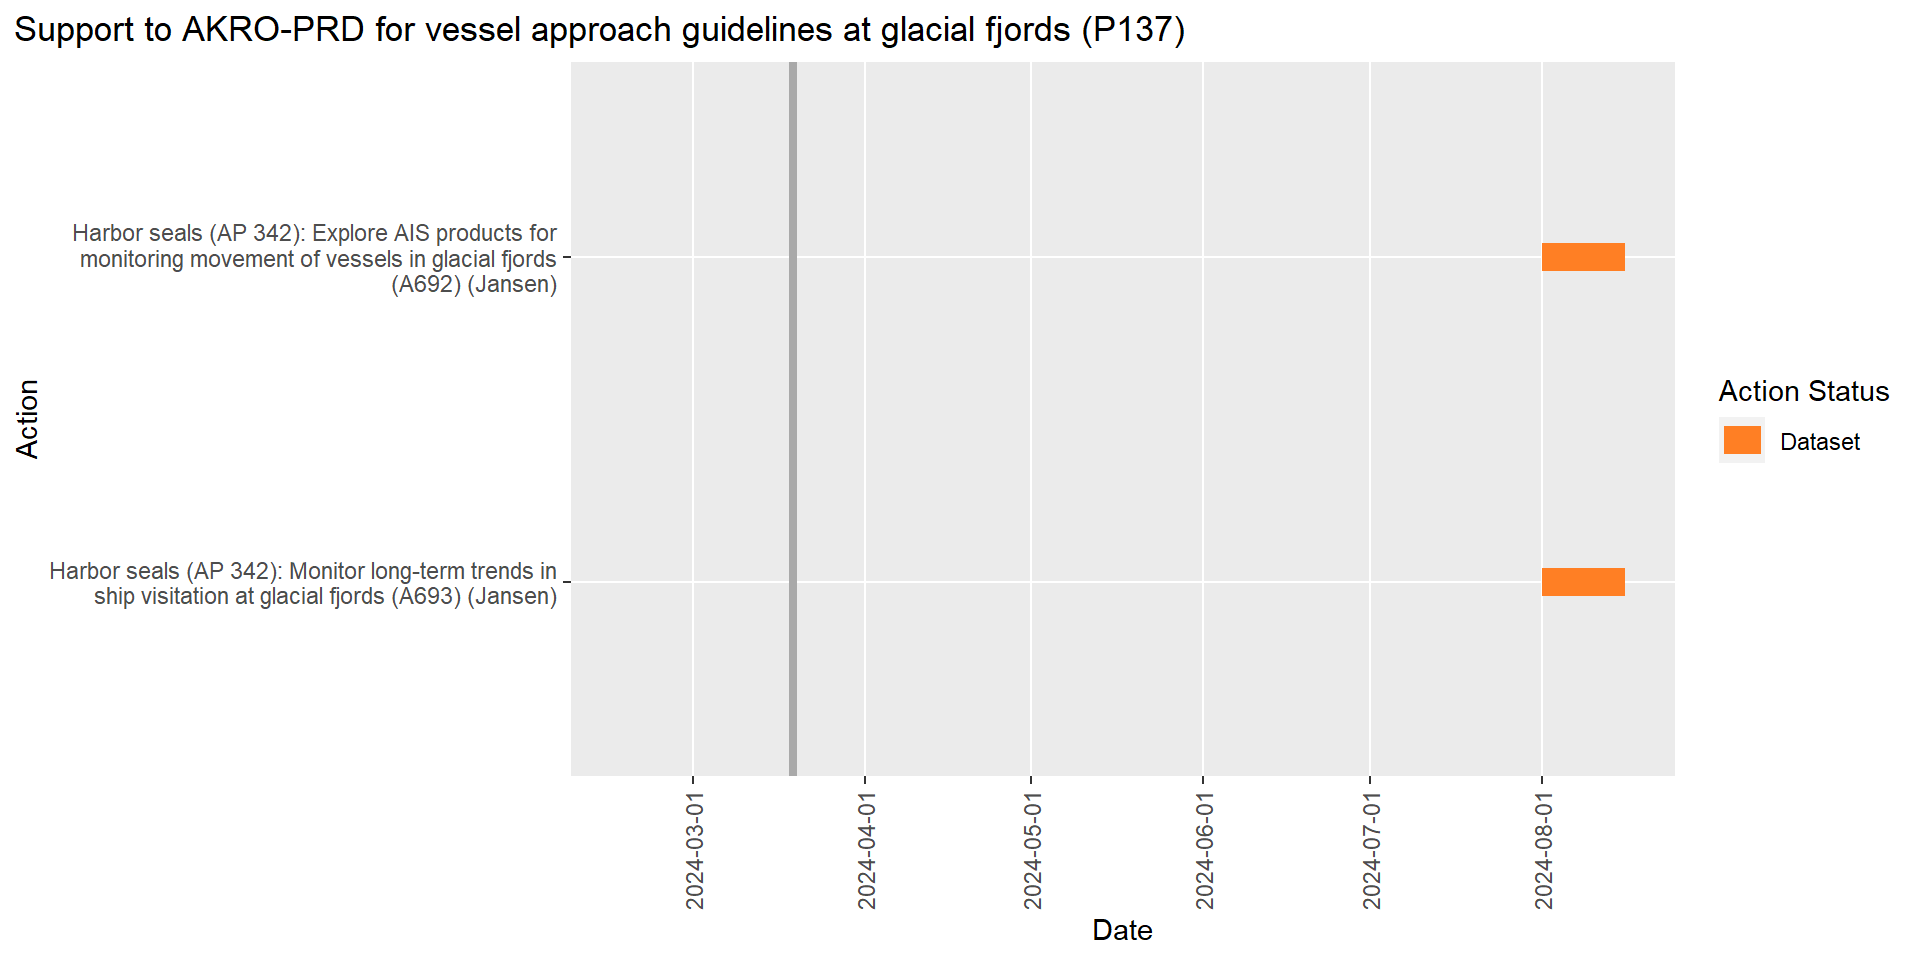 Support to AKRO-PRD for vessel approach guidelines at glacial fjords (P137)
Harbor seals (AP 342): Explore AIS products for
monitoring movement of vessels in glacial fjords
(A692) (Jansen)
Harbor seals (AP 342): Monitor long-term trends in
ship visitation at glacial fjords (A693) (Jansen)
Action
2024-03-01
2024-04-01
2024-05-01
2024-06-01
2024-07-01
2024-08-01
Date
Action Status
Dataset